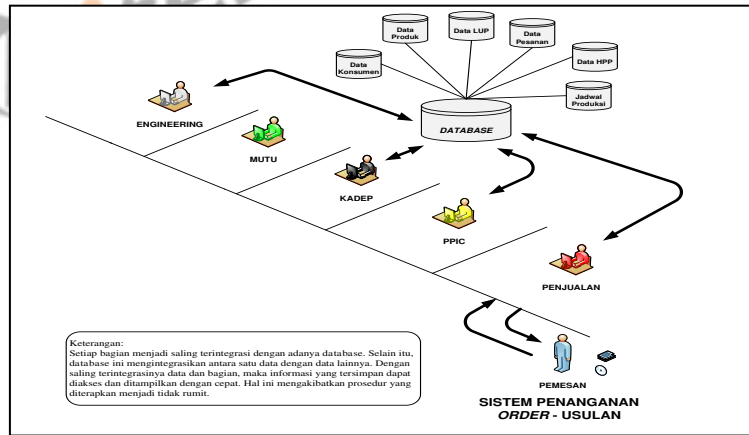 Data
Produk
Data LUP
Data
Pesanan
Data
Konsumen
Data HPP
Jadwal
Produksi
DATABASE
ENGINEERING
MUTU
KADEP
PPIC
PENJUALAN
PEMESAN
Keterangan:
Setiap bagian menjadi saling terintegrasi dengan adanya database. Selain itu,
database ini mengintegrasikan antara satu data dengan data lainnya. Dengan
saling terintegrasinya data dan bagian, maka informasi yang tersimpan dapat
diakses dan ditampilkan dengan cepat. Hal ini mengakibatkan prosedur yang
diterapkan menjadi tidak rumit.
SISTEM PENANGANAN
ORDER - USULAN